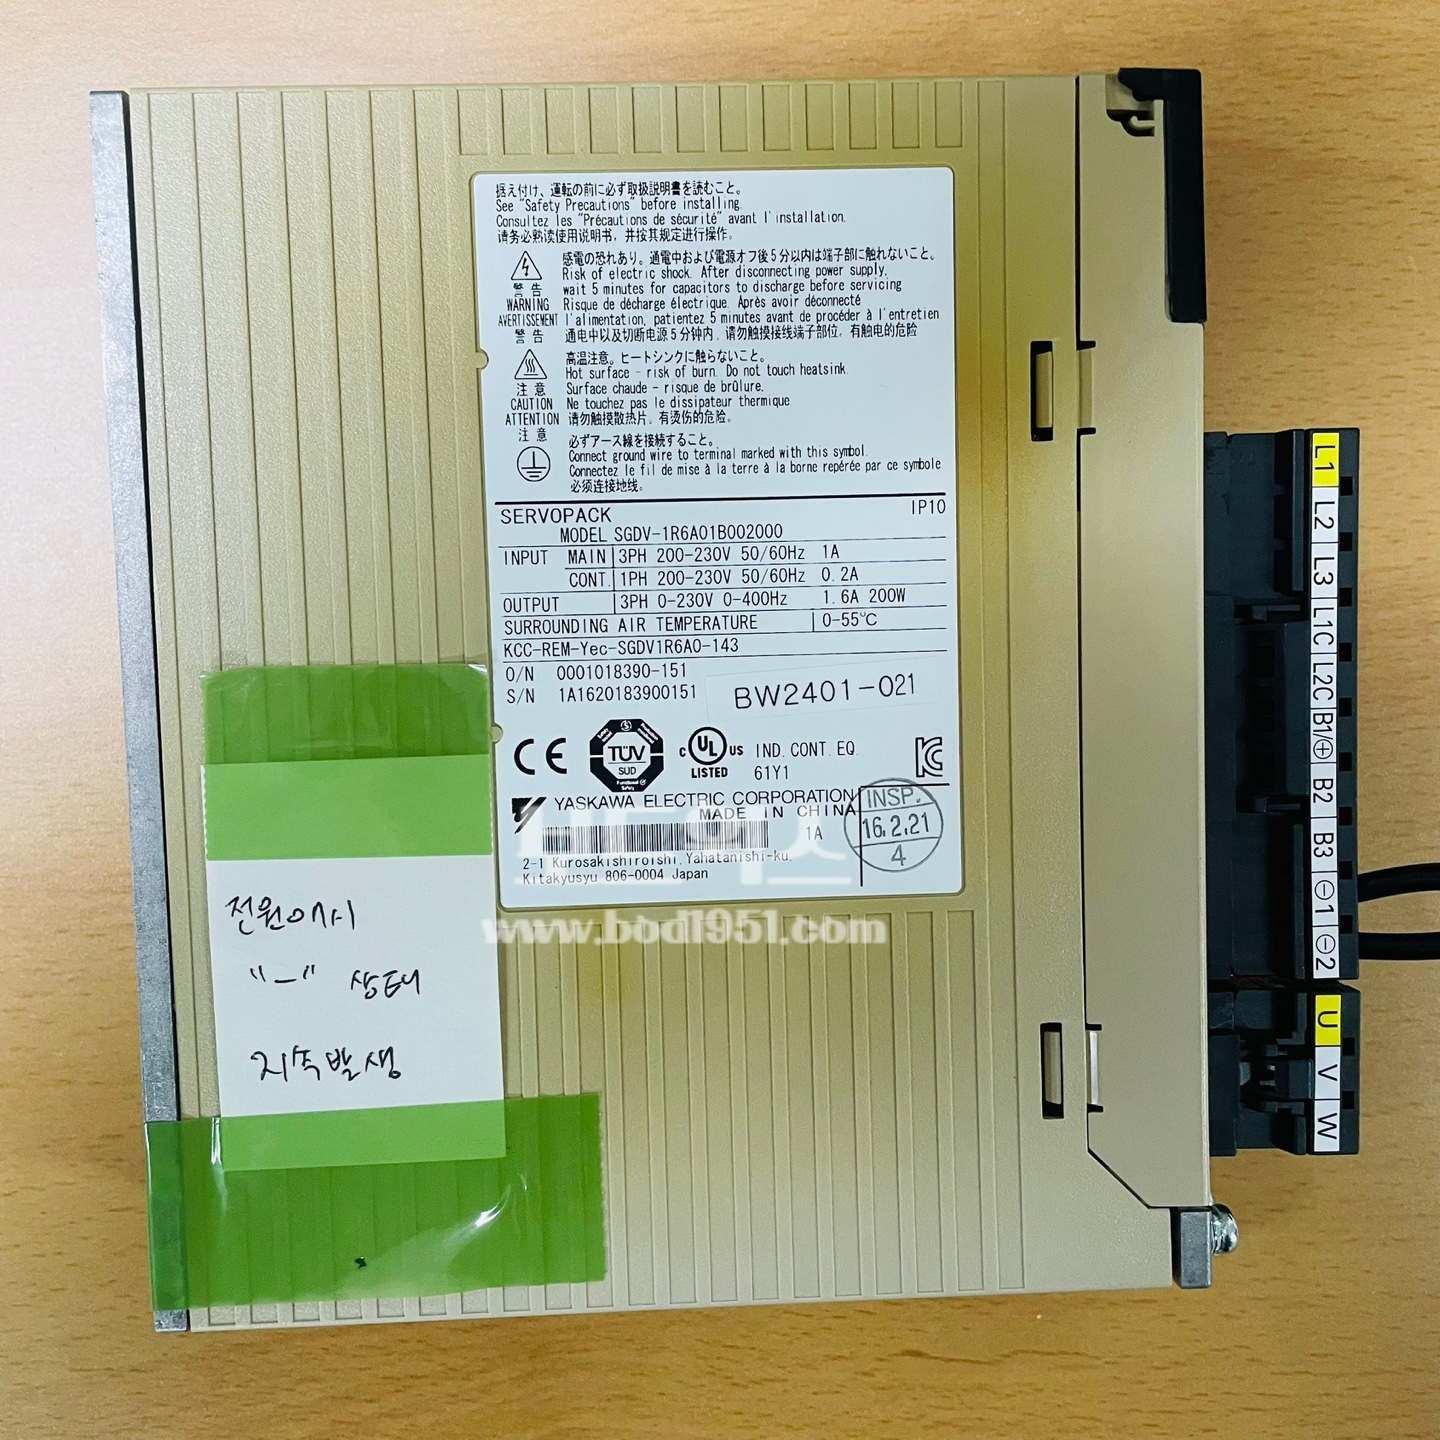 据え付け、運転の前に必ず取扱説明書を読むこと。
See "Safety Precautions" before installing.
Consultez les "Précautions de sécurité" avant l'installation.
请务必熟读使用说明书, 并按其规定进行操作。
感電の恐れあり。通電中および電源オフ後5分以内は端子部に触れないこと。
Risk of electric shock. After disconnecting power supply,
wait 5 minutes for capacitors to discharge before servicing
Risque de décharge électrique. Après avoir déconnecté
l'alimentation, patientez 5 minutes avant de procéder à l'entretien
通电中以及切断电源5分钟内, 请勿触摸接线端子部位, 有触电的危险
警告
WARNING
AVERTISSEMENT
警告
高温注意。ヒートシンクに触らないこと。
Hot surface - risk of burn. Do not touch heatsink.
Surface chaude - risque de brûlure.
Ne touchez pas le dissipateur thermique
请勿触摸散热片。有烫伤的危险。
注意
CAUTION
ATTENTION
注意
必ずアース線を接続すること。
Connect ground wire to terminal marked with this symbol.
Connectez le fil de mise à la terre à la borne repérée par ce symbole
必须连接地线。
SERVOPACK IP10
MODEL SGDV-1R6A01B002000
INPUT MAIN 3PH 200-230V 50/60Hz 1A
CONT. 1PH 200-230V 50/60Hz 0.2A
OUTPUT 3PH 0-230V 0-400Hz 1.6A 200W
SURROUNDING AIR TEMPERATURE 0-55℃
KCC-REM-Yec-SGDV1R6A0-143
O/N 0001018390-151
S/N 1A1620183900151
BW2401-021
CE
TÜV
SUD
c UL us
LISTED
IND. CONT. EQ.
61Y1
YASKAWA ELECTRIC CORPORATION
MADE IN CHINA
1A
2-1 Kurosakishiroishi, Yahatanishi-ku,
Kitakyusyu 806-0004 Japan
INSP.
16.2.21
4
www.bod1951.com
전원 ON시
"-" 상태
지속발생
L1
L2
L3
L1C
L2C
B1/⊕
B2
B3
⊖1
⊖2
U
V
W